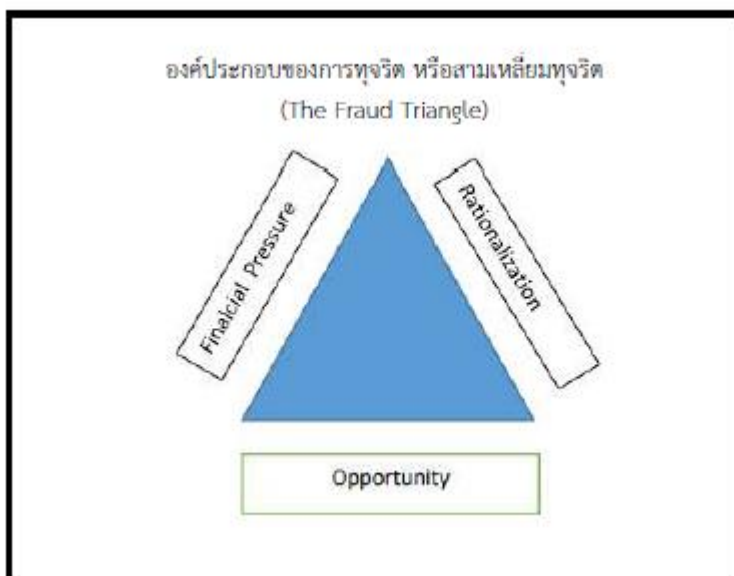 องค์ประกอบของการทุจริต หรือสามเหลี่ยมทุจริต
(The Fraud Triangle)
Finalcial Pressure
Rationalization
Opportunity